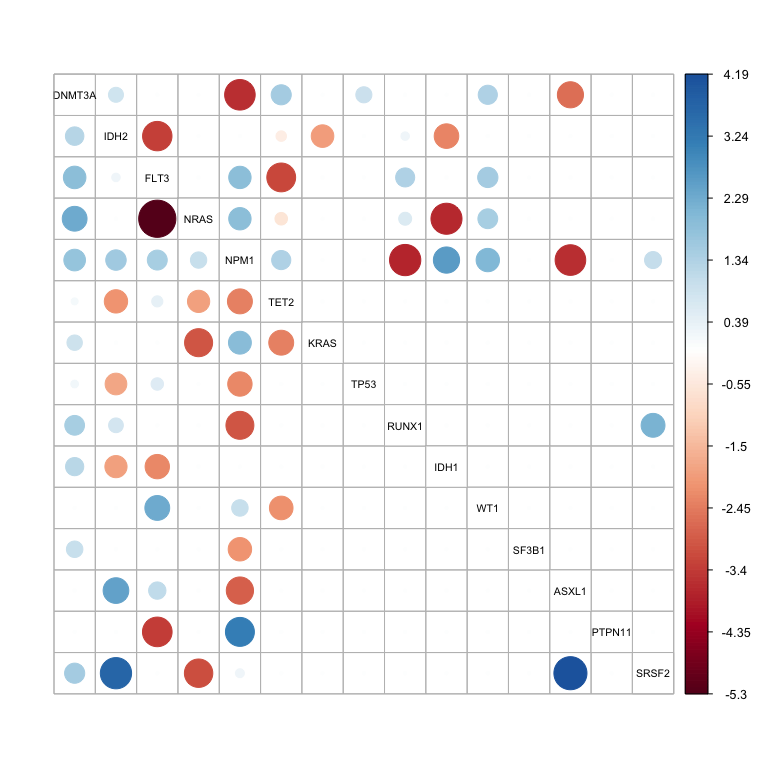 4.19
DNMT3A
IDH2
3.24
FLT3
2.29
NRAS
NPM1
1.34
TET2
0.39
KRAS
TP53
-0.55
RUNX1
-1.5
IDH1
WT1
-2.45
SF3B1
-3.4
ASXL1
PTPN11
-4.35
SRSF2
-5.3